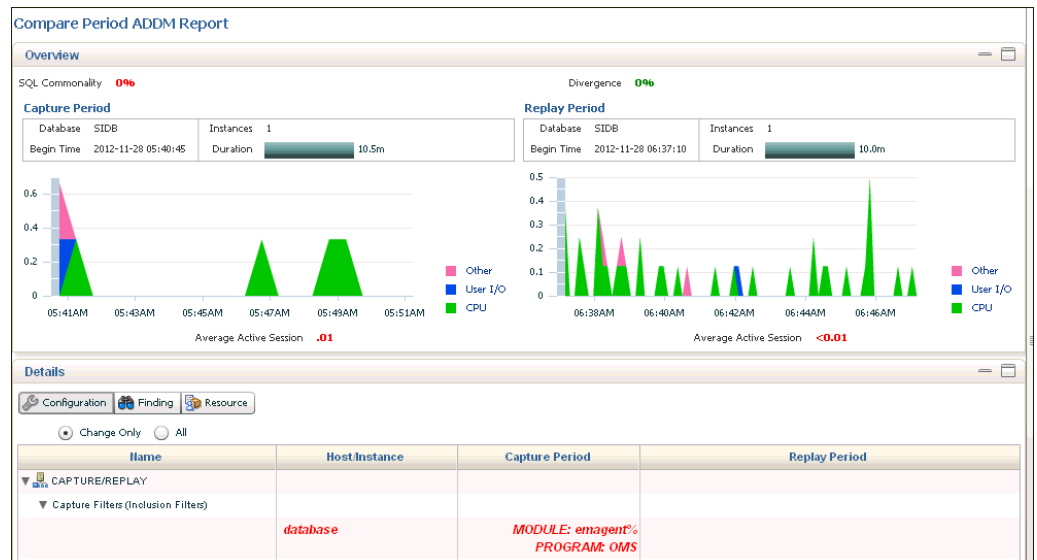 Compare Period ADDM Report
Overview
SQL Commonality 0%
Divergence 0%
Capture Period
Database SIDB Instances 1
Begin Time 2012-11-28 05:40:45 Duration 10.5m
Replay Period
Database SIDB Instances 1
Begin Time 2012-11-28 06:37:10 Duration 10.0m
0.6
0.4
0.2
0
05:41AM 05:43AM 05:45AM 05:47AM 05:49AM 05:51AM
Other
User I/O
CPU
Average Active Session .01
0.5
0.4
0.3
0.2
0.1
0
06:38AM 06:40AM 06:42AM 06:44AM 06:46AM
Other
User I/O
CPU
Average Active Session <0.01
Details
Configuration Finding Resource
Change Only All
Name Host/Instance Capture Period Replay Period
CAPTURE/REPLAY
Capture Filters (Inclusion Filters)
database MODULE: emagent%
PROGRAM: OMS